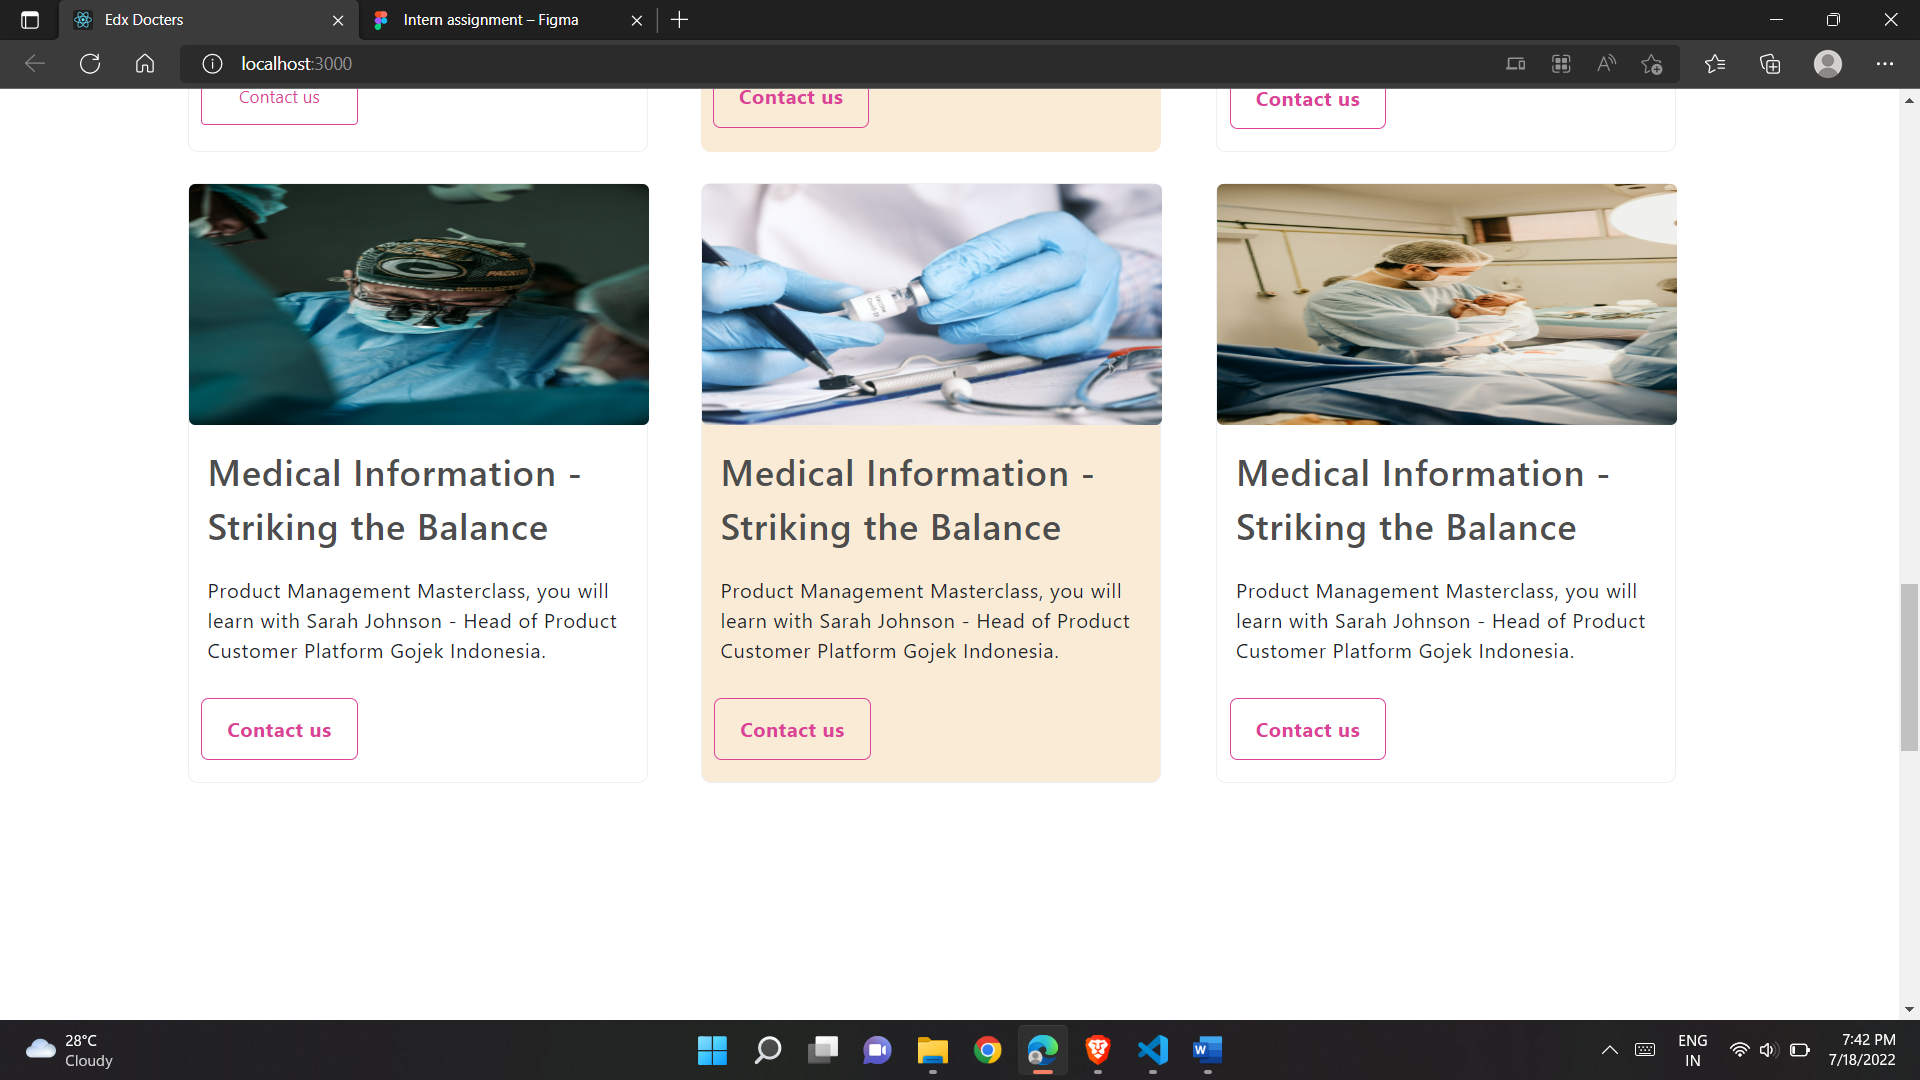 Edx Docters
Intern assignment – Figma
localhost:3000
Contact us
Contact us
Contact us
PACKERS
Vaccine
Covid-19
Medical Information -
Striking the Balance
Product Management Masterclass, you will
learn with Sarah Johnson - Head of Product
Customer Platform Gojek Indonesia.
Contact us
Medical Information -
Striking the Balance
Product Management Masterclass, you will
learn with Sarah Johnson - Head of Product
Customer Platform Gojek Indonesia.
Contact us
Medical Information -
Striking the Balance
Product Management Masterclass, you will
learn with Sarah Johnson - Head of Product
Customer Platform Gojek Indonesia.
Contact us
28°C
Cloudy
ENG
IN
7:42 PM
7/18/2022